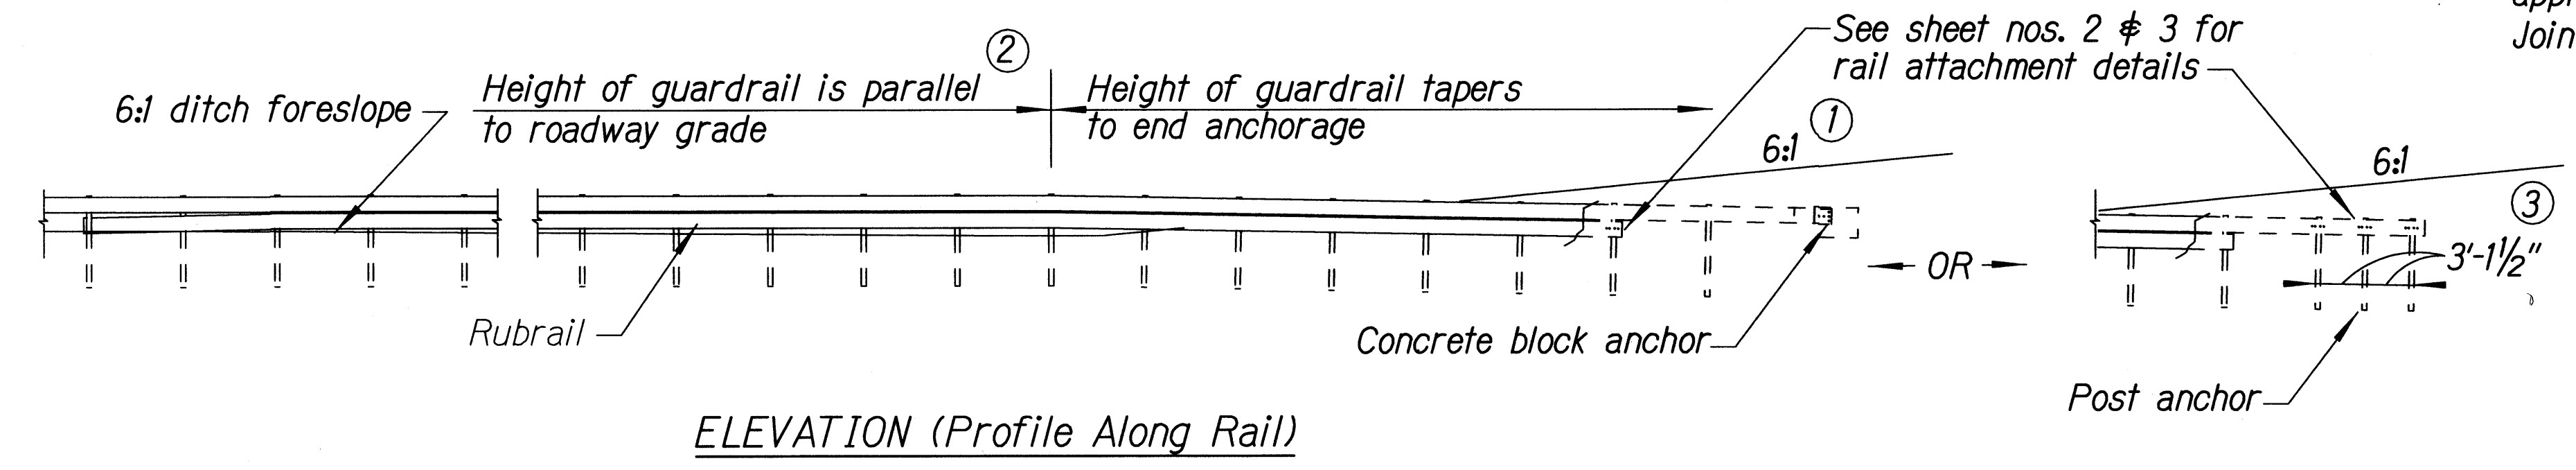 6:1 ditch foreslope
Height of guardrail is parallel
to roadway grade
2
Height of guardrail tapers
to end anchorage
See sheet nos. 2 & 3 for
rail attachment details
1
6:1
Join
6:1
3
3'-1½"
OR
Rubrail
Concrete block anchor
Post anchor
ELEVATION (Profile Along Rail)